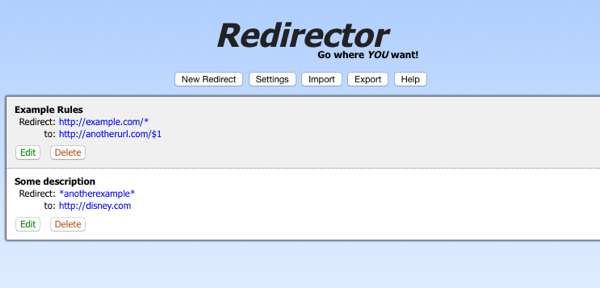 Redirector
Go where YOU want!
New Redirect Settings Import Export Help
Example Rules
Redirect: http://example.com/*
to: http://anotherurl.com/$1
Edit Delete
Some description
Redirect: *anotherexample*
to: http://disney.com
Edit Delete